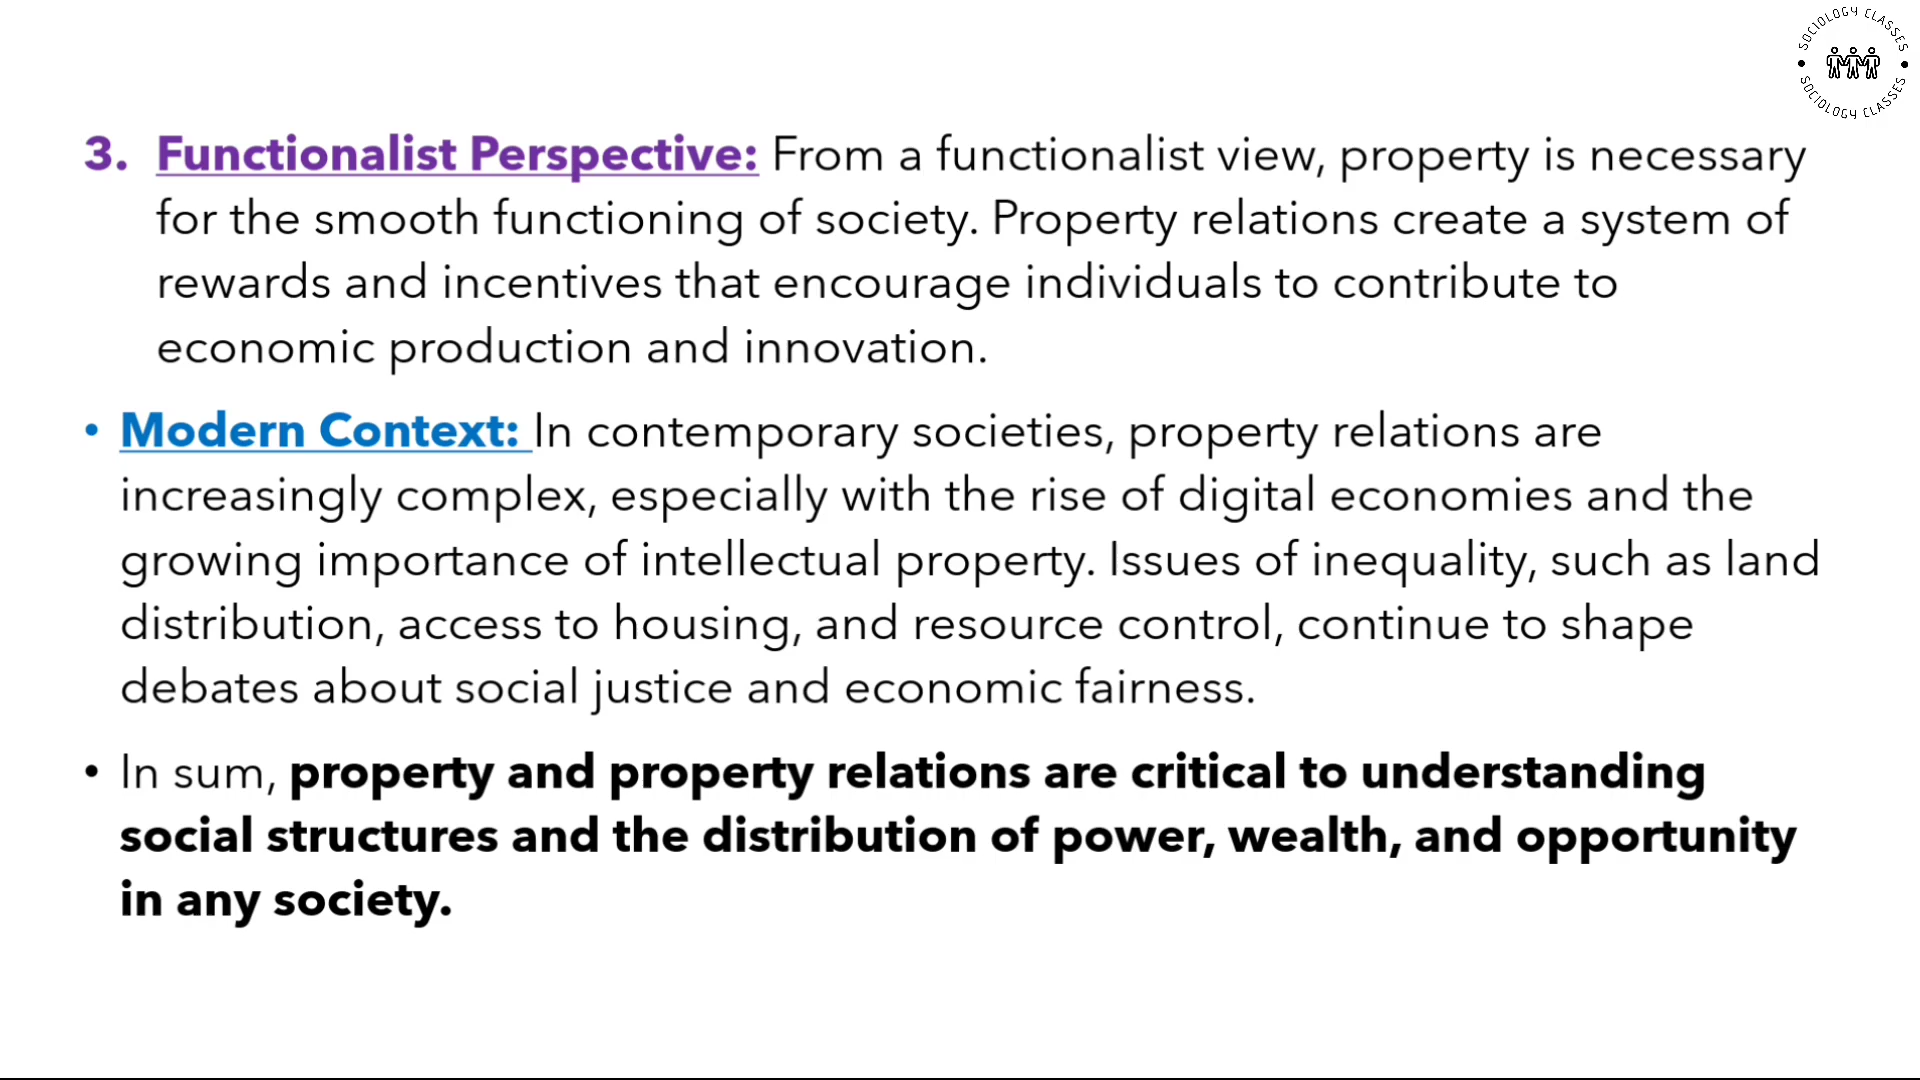 SOCIOLOGY CLASSES
SOCIOLOGY CLASSES
3. Functionalist Perspective: From a functionalist view, property is necessary
for the smooth functioning of society. Property relations create a system of
rewards and incentives that encourage individuals to contribute to
economic production and innovation.
• Modern Context: In contemporary societies, property relations are
increasingly complex, especially with the rise of digital economies and the
growing importance of intellectual property. Issues of inequality, such as land
distribution, access to housing, and resource control, continue to shape
debates about social justice and economic fairness.
• In sum, property and property relations are critical to understanding
social structures and the distribution of power, wealth, and opportunity
in any society.